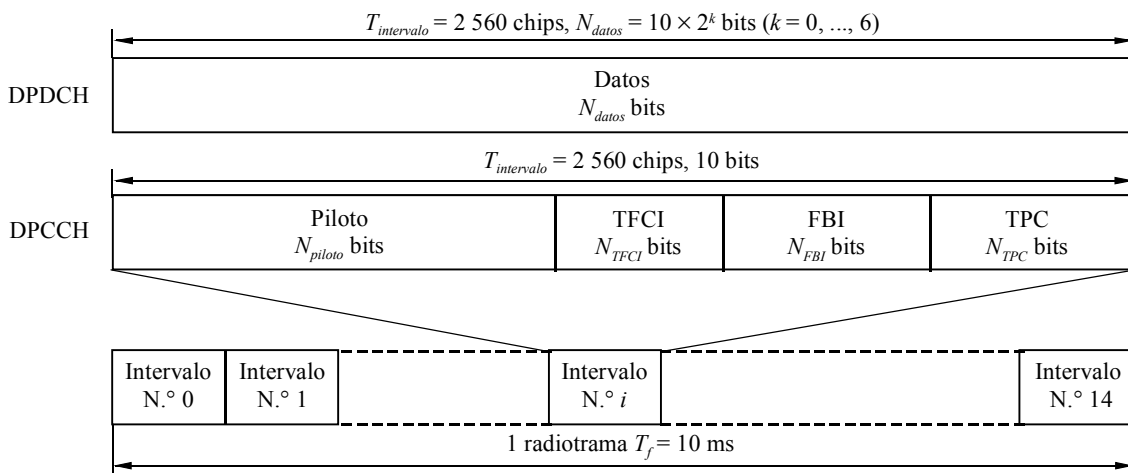 T_intervalo = 2 560 chips, N_datos = 10 × 2^k bits (k = 0, ..., 6)
DPDCH
Datos
N_datos bits
T_intervalo = 2 560 chips, 10 bits
DPCCH
Piloto
N_piloto bits
TFCI
N_TFCI bits
FBI
N_FBI bits
TPC
N_TPC bits
Intervalo
N.° 0
Intervalo
N.° 1
Intervalo
N.° i
Intervalo
N.° 14
1 radiotrama T_f = 10 ms